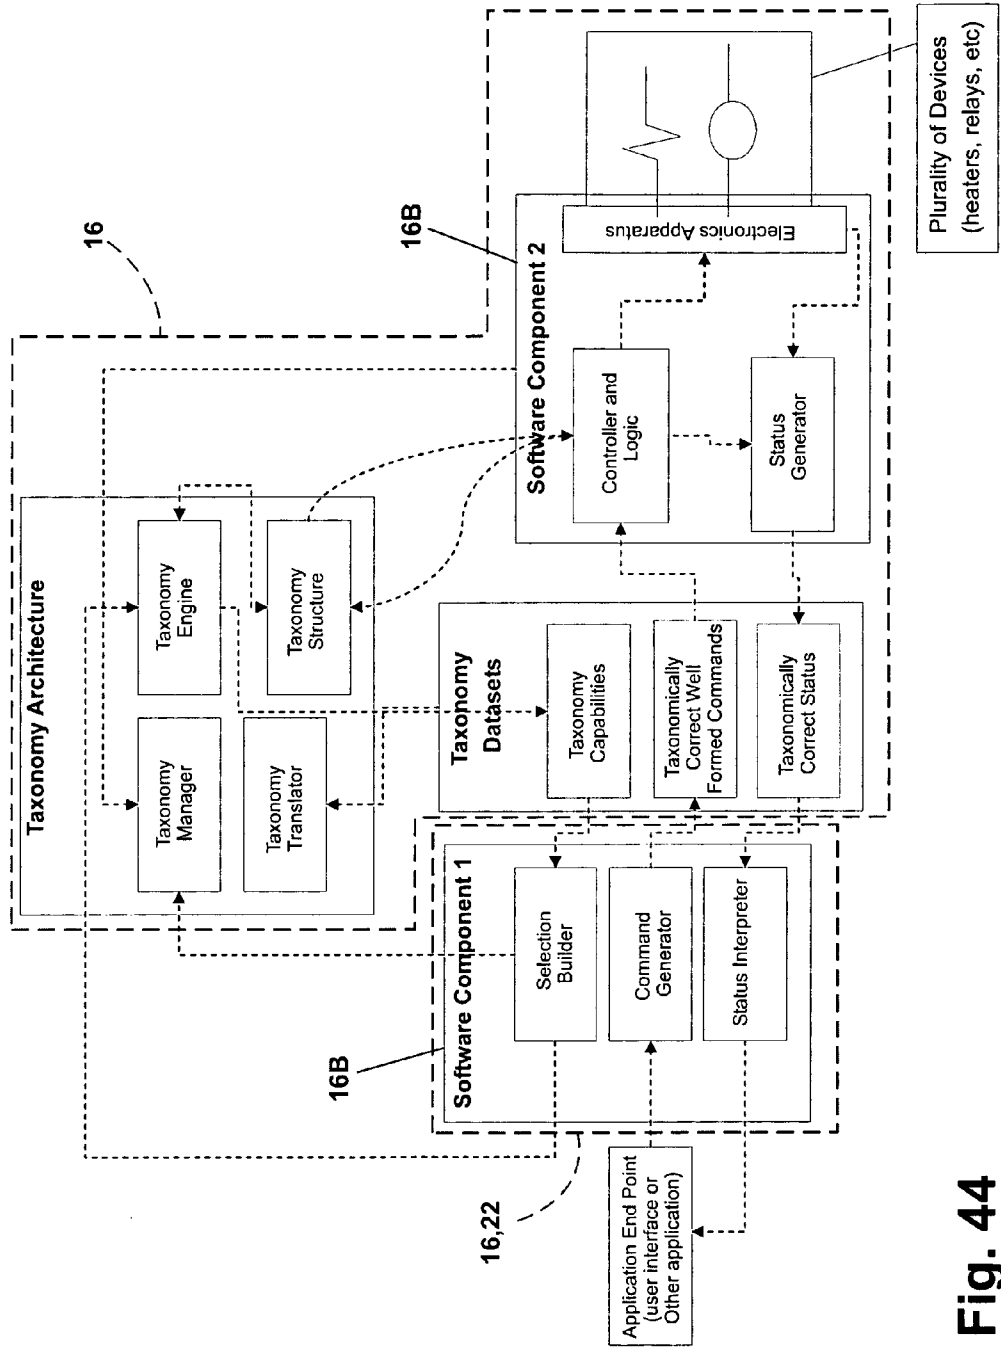 16
Taxonomy Architecture
Taxonomy
Manager
Taxonomy
Engine
Taxonomy
Translator
Taxonomy
Structure
16B
16B
Software Component 1
Selection
Builder
Command
Generator
Status Interpreter
16,22
Application End Point
(user interface or
Other application)
Taxonomy
Datasets
Taxonomy
Capabilities
Taxonomically
Correct Well
Formed Commands
Taxonomically
Correct Status
Software Component 2
Controller and
Logic
Status
Generator
Electronics Apparatus
Plurality of Devices
(heaters, relays, etc)
Fig. 44